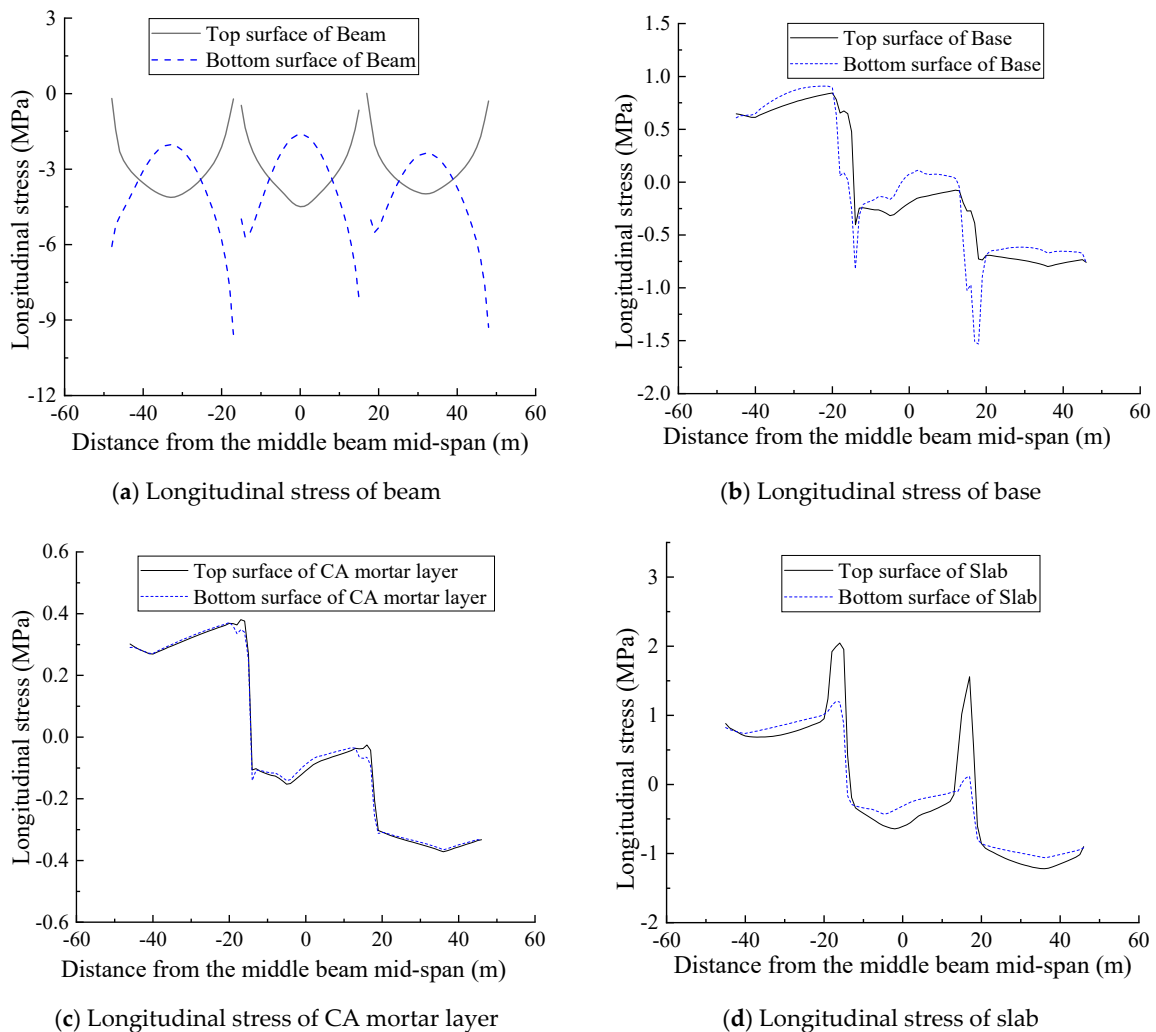 3
0
-3
-6
-9
-12
-60
-40
-20
0
20
40
60
Longitudinal stress (MPa)
Top surface of Beam
Bottom surface of Beam
Distance from the middle beam mid-span (m)
(a) Longitudinal stress of beam
1.5
1.0
0.5
0.0
-0.5
-1.0
-1.5
-2.0
-60
-40
-20
0
20
40
60
Longitudinal stress (MPa)
Top surface of Base
Bottom surface of Base
Distance from the middle beam mid-span (m)
(b) Longitudinal stress of base
0.6
0.4
0.2
0.0
-0.2
-0.4
-0.6
-60
-40
-20
0
20
40
60
Longitudinal stress (MPa)
Top surface of CA mortar layer
Bottom surface of CA mortar layer
Distance from the middle beam mid-span (m)
(c) Longitudinal stress of CA mortar layer
3
2
1
0
-1
-2
-60
-40
-20
0
20
40
60
Longitudinal stress (MPa)
Top surface of Slab
Bottom surface of Slab
Distance from the middle beam mid-span (m)
(d) Longitudinal stress of slab